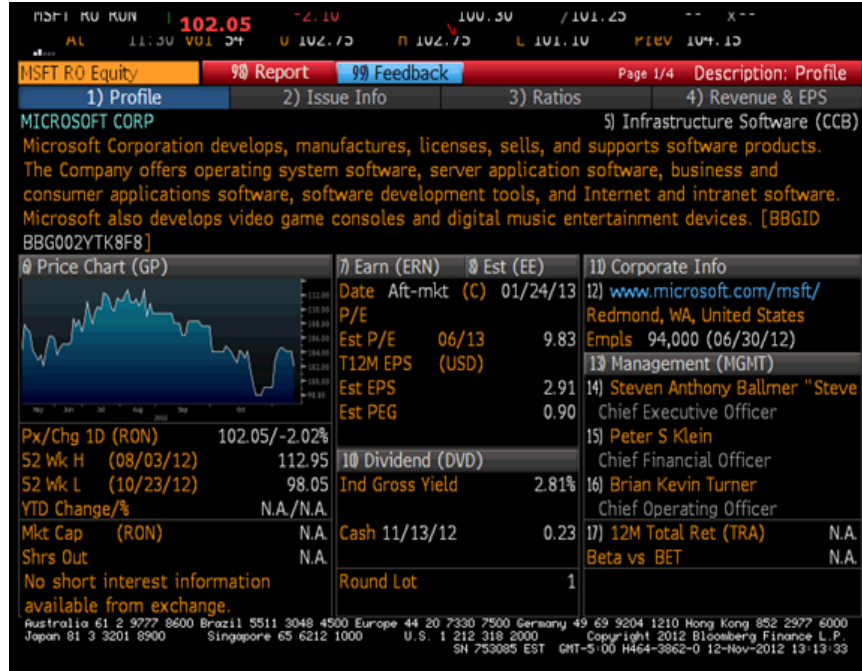 MSFT RO RON 102.05 -2.10 100.30 /101.25 -- X--
At 11:30 Vol 54 O 102.75 H 102.75 L 101.10 Prev 104.15
MSFT RO Equity 98) Report 99) Feedback Page 1/4 Description: Profile
1) Profile 2) Issue Info 3) Ratios 4) Revenue & EPS
MICROSOFT CORP 5) Infrastructure Software (CCB)
Microsoft Corporation develops, manufactures, licenses, sells, and supports software products.
The Company offers operating system software, server application software, business and
consumer applications software, software development tools, and Internet and intranet software.
Microsoft also develops video game consoles and digital music entertainment devices. [BBGID
BBG002YTK8F8]
6) Price Chart (GP)
112.00
108.00
104.00
May Jun Jul Aug Sep Oct
2012
Px/Chg 1D (RON) 102.05/-2.02%
52 Wk H (08/03/12) 112.95
52 Wk L (10/23/12) 98.05
YTD Change/% N.A./N.A.
Mkt Cap (RON) N.A.
Shrs Out N.A.
No short interest information
available from exchange.
7) Earn (ERN) 8) Est (EE)
Date Aft-mkt (C) 01/24/13
P/E
Est P/E 06/13 9.83
T12M EPS (USD)
Est EPS 2.91
Est PEG 0.90
10) Dividend (DVD)
Ind Gross Yield 2.81%
Cash 11/13/12 0.23
Round Lot 1
11) Corporate Info
12) www.microsoft.com/msft/
Redmond, WA, United States
Empls 94,000 (06/30/12)
13) Management (MGMT)
14) Steven Anthony Ballmer "Steve
Chief Executive Officer
15) Peter S Klein
Chief Financial Officer
16) Brian Kevin Turner
Chief Operating Officer
17) 12M Total Ret (TRA) N.A.
Beta vs BET N.A.
Australia 61 2 9777 8600 Brazil 5511 3048 4500 Europe 44 20 7330 7500 Germany 49 69 9204 1210 Hong Kong 852 2977 6000
Japan 81 3 3201 8900 Singapore 65 6212 1000 U.S. 1 212 318 2000 Copyright 2012 Bloomberg Finance L.P.
SN 753085 EST GMT-5:00 H464-3862-0 12-Nov-2012 13:13:33